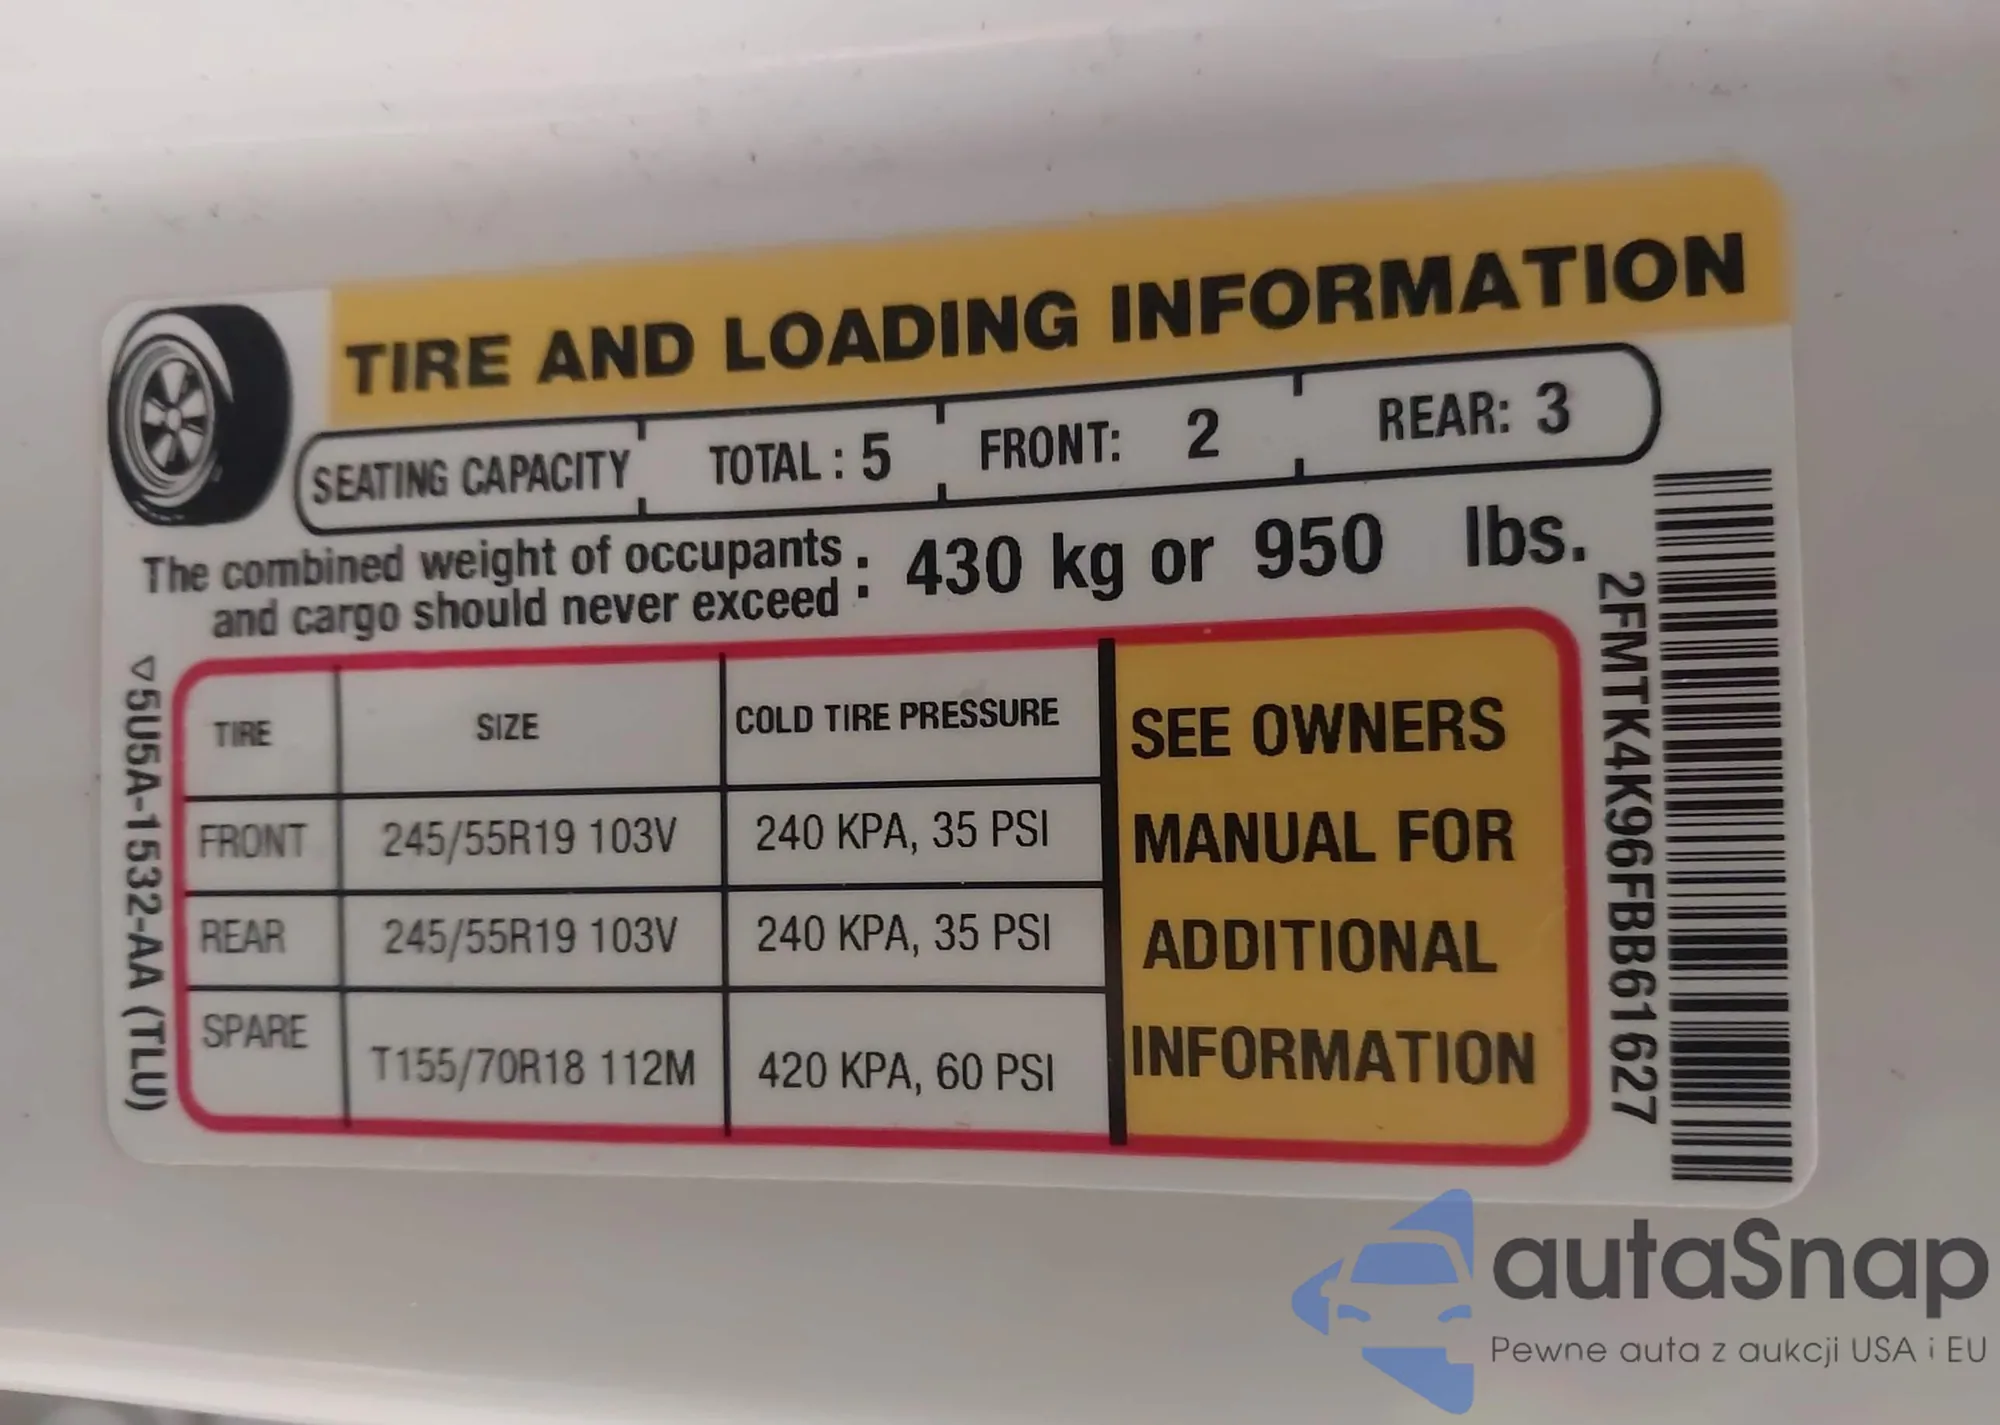 TIRE AND LOADING INFORMATION
SEATING CAPACITY TOTAL : 5 FRONT: 2 REAR: 3
The combined weight of occupants
and cargo should never exceed : 430 kg or 950 lbs.
TIRE SIZE COLD TIRE PRESSURE
FRONT 245/55R19 103V 240 KPA, 35 PSI
REAR 245/55R19 103V 240 KPA, 35 PSI
SPARE T155/70R18 112M 420 KPA, 60 PSI
SEE OWNERS
MANUAL FOR
ADDITIONAL
INFORMATION
▽5U5A-1532-AA (TLU)
2FMTK4K96FBB61627
autaSnap
Pewne auta z aukcji USA i EU